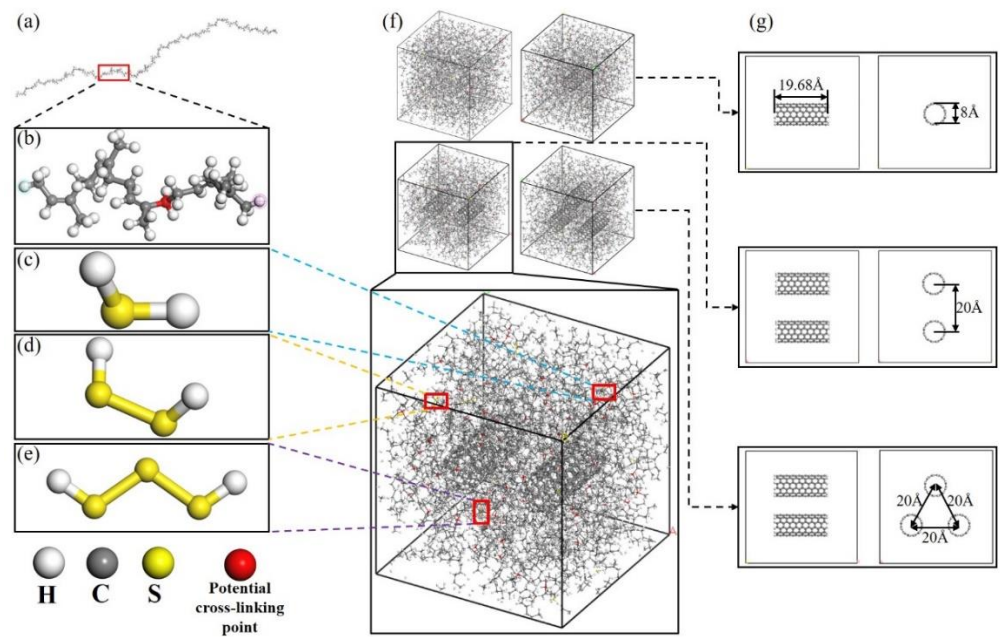 (a)
(b)
(c)
(d)
(e)
H
C
S
Potential
cross-linking
point
(f)
(g)
19.68Å
8Å
20Å
20Å
20Å
20Å